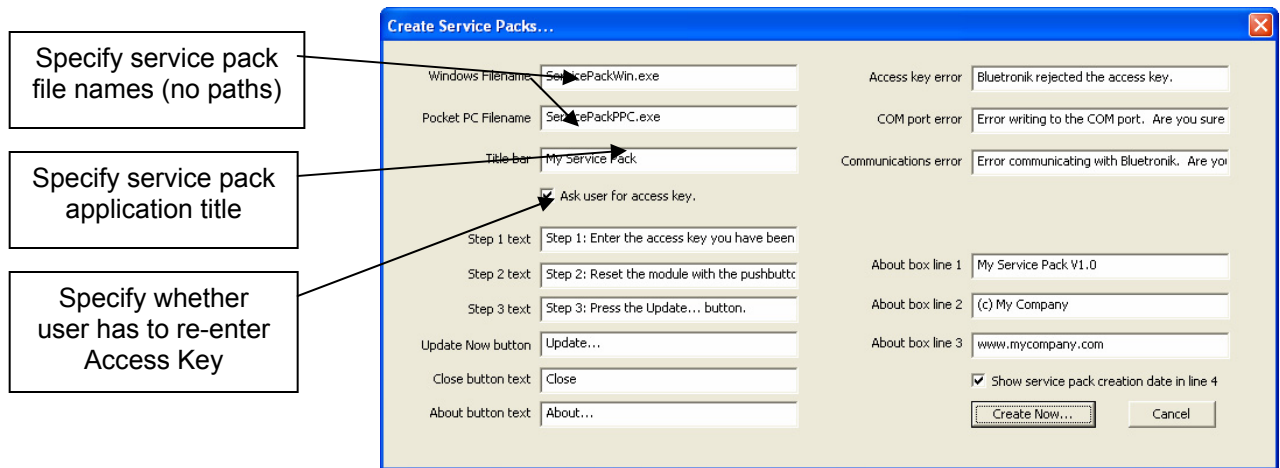 Create Service Packs...
Specify service pack
file names (no paths)
Specify service pack
application title
Specify whether
user has to re-enter
Access Key
Windows Filename ServicePackWin.exe
Pocket PC Filename ServicePackPPC.exe
Title bar My Service Pack
Ask user for access key.
Step 1 text Step 1: Enter the access key you have been
Step 2 text Step 2: Reset the module with the pushbutto
Step 3 text Step 3: Press the Update... button.
Update Now button Update...
Close button text Close
About button text About...
Access key error Bluetronik rejected the access key.
COM port error Error writing to the COM port. Are you sure
Communications error Error communicating with Bluetronik. Are you
About box line 1 My Service Pack V1.0
About box line 2 (c) My Company
About box line 3 www.mycompany.com
Show service pack creation date in line 4
Create Now... Cancel